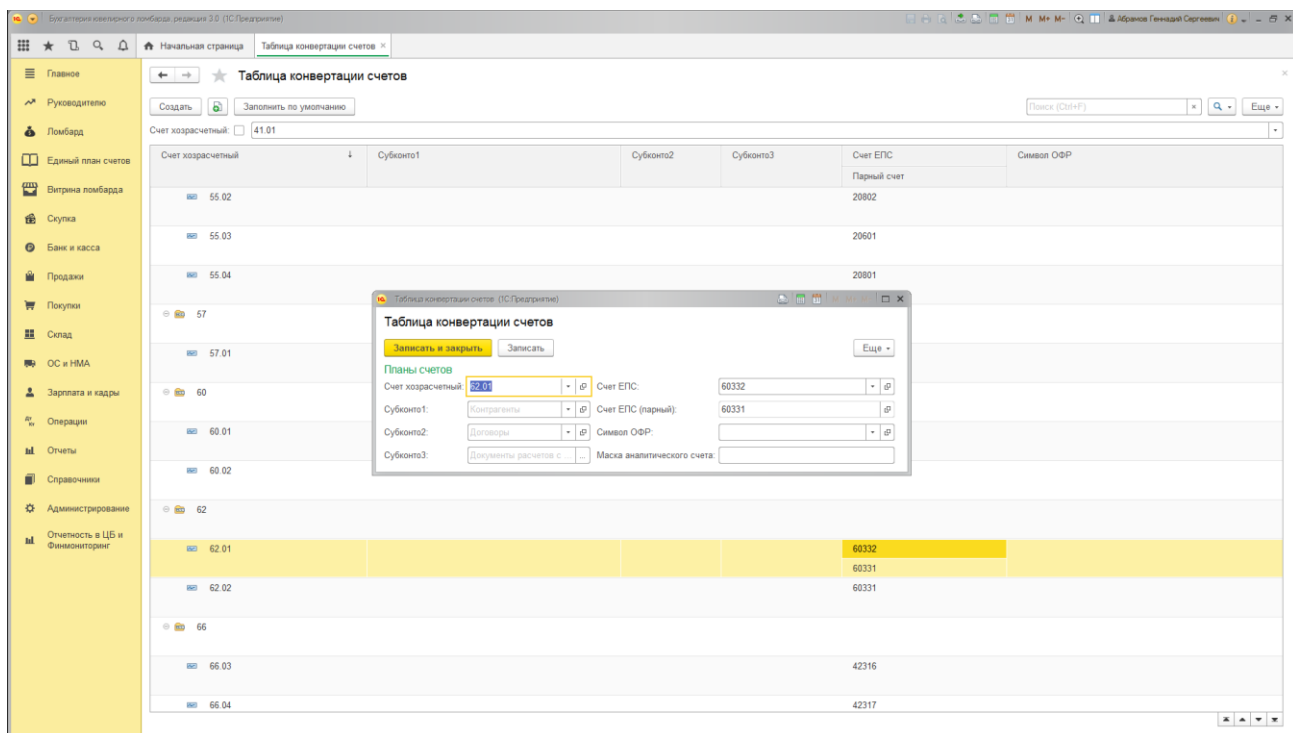 Бухгалтерия ювелирного ломбарда, редакция 3.0 (1С:Предприятие)
M M+ M- Абрамов Геннадий Сергеевич
Начальная страница Таблица конвертации счетов ×
Главное
Руководителю
Ломбард
Единый план счетов
Витрина ломбарда
Скупка
Банк и касса
Продажи
Покупки
Склад
ОС и НМА
Зарплата и кадры
Операции
Отчеты
Справочники
Администрирование
Отчетность в ЦБ и
Финмониторинг
Таблица конвертации счетов
Создать Заполнить по умолчанию Поиск (Ctrl+F) × Еще
Счет хозрасчетный: 41.01
Счет хозрасчетный Субконто1 Субконто2 Субконто3 Счет ЕПС Символ ОФР
Парный счет
55.02 20802
55.03 20601
55.04 20801
57
57.01
60
60.01
60.02
62
62.01 60332
60331
62.02 60331
66
66.03 42316
66.04 42317
Таблица конвертации счетов (1С:Предприятие)
Таблица конвертации счетов
Записать и закрыть Записать Еще
Планы счетов
Счет хозрасчетный: 62.01 Счет ЕПС: 60332
Субконто1: Контрагенты Счет ЕПС (парный): 60331
Субконто2: Договоры Символ ОФР:
Субконто3: Документы расчетов с ... ... Маска аналитического счета: